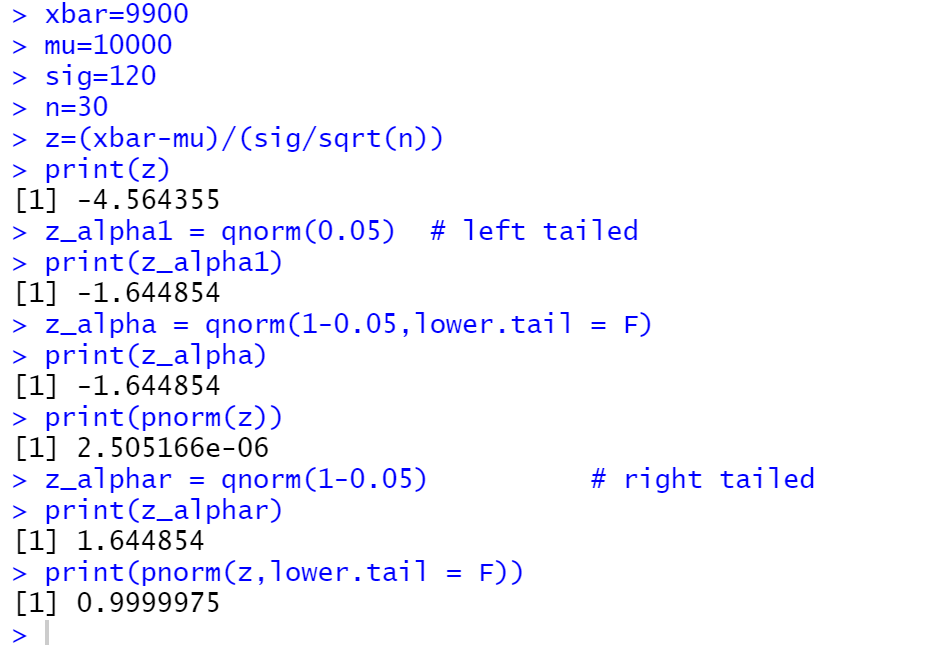 > xbar=9900
> mu=10000
> sig=120
> n=30
> z=(xbar-mu)/(sig/sqrt(n))
> print(z)
[1] -4.564355
> z_alpha1 = qnorm(0.05)  # left tailed
> print(z_alpha1)
[1] -1.644854
> z_alpha = qnorm(1-0.05,lower.tail = F)
> print(z_alpha)
[1] -1.644854
> print(pnorm(z))
[1] 2.505166e-06
> z_alphar = qnorm(1-0.05)          # right tailed
> print(z_alphar)
[1] 1.644854
> print(pnorm(z,lower.tail = F))
[1] 0.9999975
>